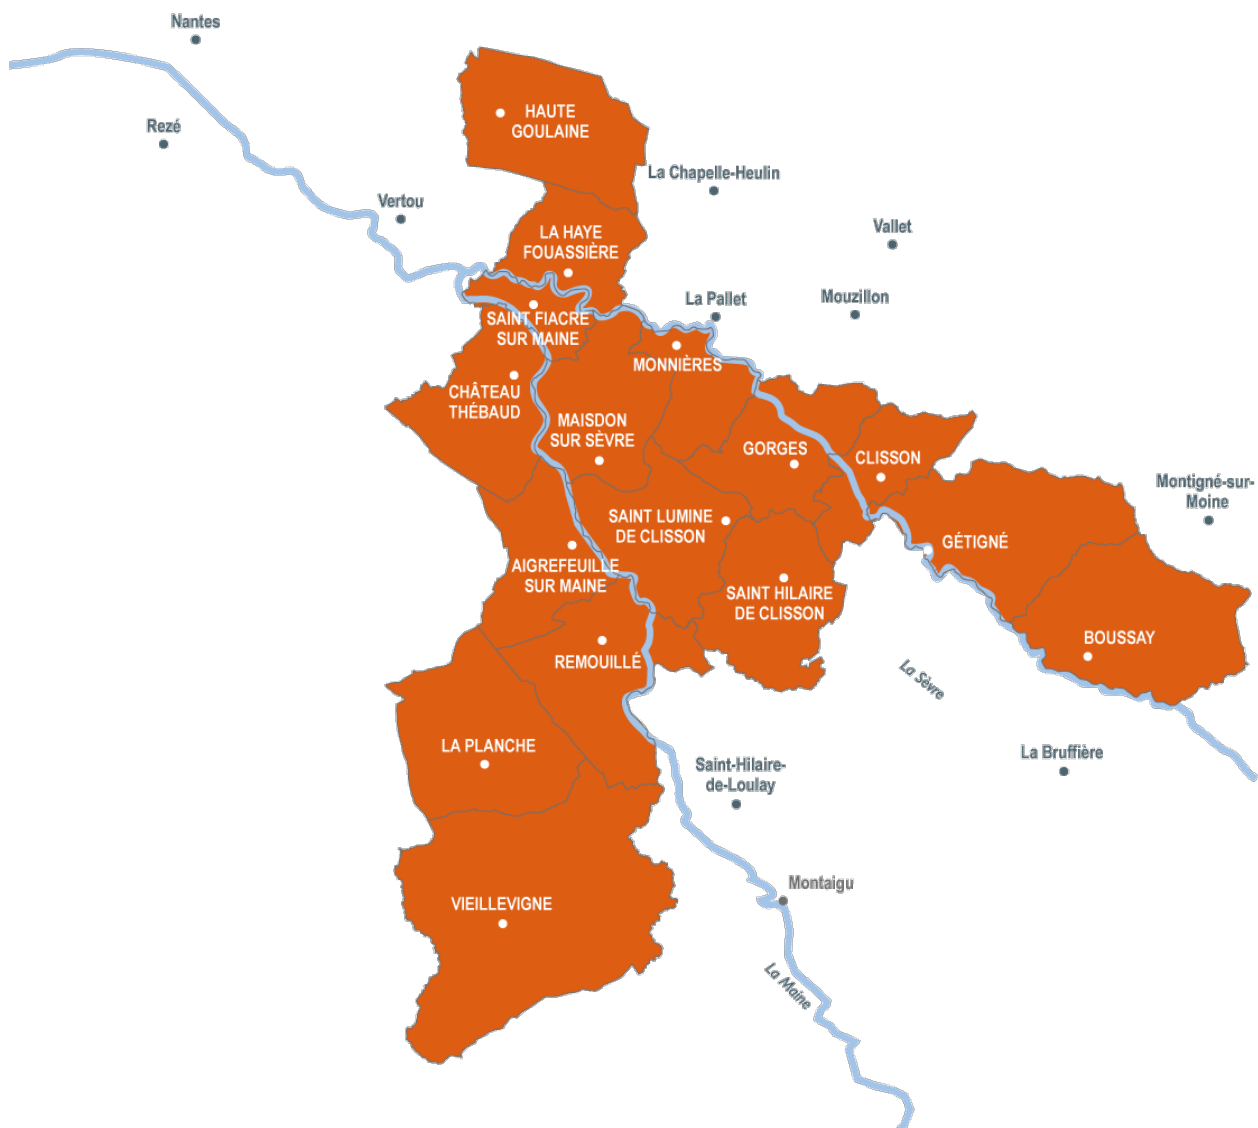 Nantes
HAUTE
GOULAINE
Rezé
La Chapelle-Heulin
Vertou
Vallet
LA HAYE
FOUASSIÈRE
La Pallet
Mouzillon
SAINT FIACRE
SUR MAINE
MONNIÈRES
CHÂTEAU
THÉBAUD
MAISDON
SUR SÈVRE
GORGES
CLISSON
Montigné-sur-
Moine
SAINT LUMINE
DE CLISSON
GÉTIGNÉ
AIGREFEUILLE
SUR MAINE
SAINT HILAIRE
DE CLISSON
BOUSSAY
REMOUILLÉ
La Sèvre
LA PLANCHE
La Bruffière
Saint-Hilaire-
de-Loulay
Montaigu
VIEILLEVIGNE
La Maine